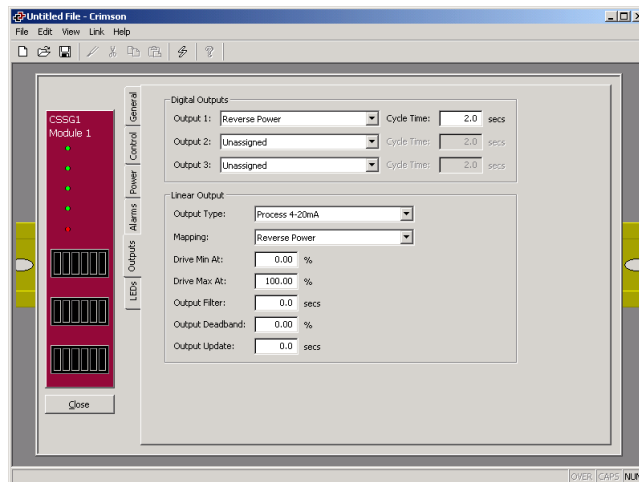 Untitled File - Crimson
File Edit View Link Help
CSSG1
Module 1
Close
General
Control
Power
Alarms
Outputs
LEDs
Digital Outputs
Output 1: Reverse Power Cycle Time: 2.0 secs
Output 2: Unassigned Cycle Time: 2.0 secs
Output 3: Unassigned Cycle Time: 2.0 secs
Linear Output
Output Type: Process 4-20mA
Mapping: Reverse Power
Drive Min At: 0.00 %
Drive Max At: 100.00 %
Output Filter: 0.0 secs
Output Deadband: 0.00 %
Output Update: 0.0 secs
OVER CAPS NUM